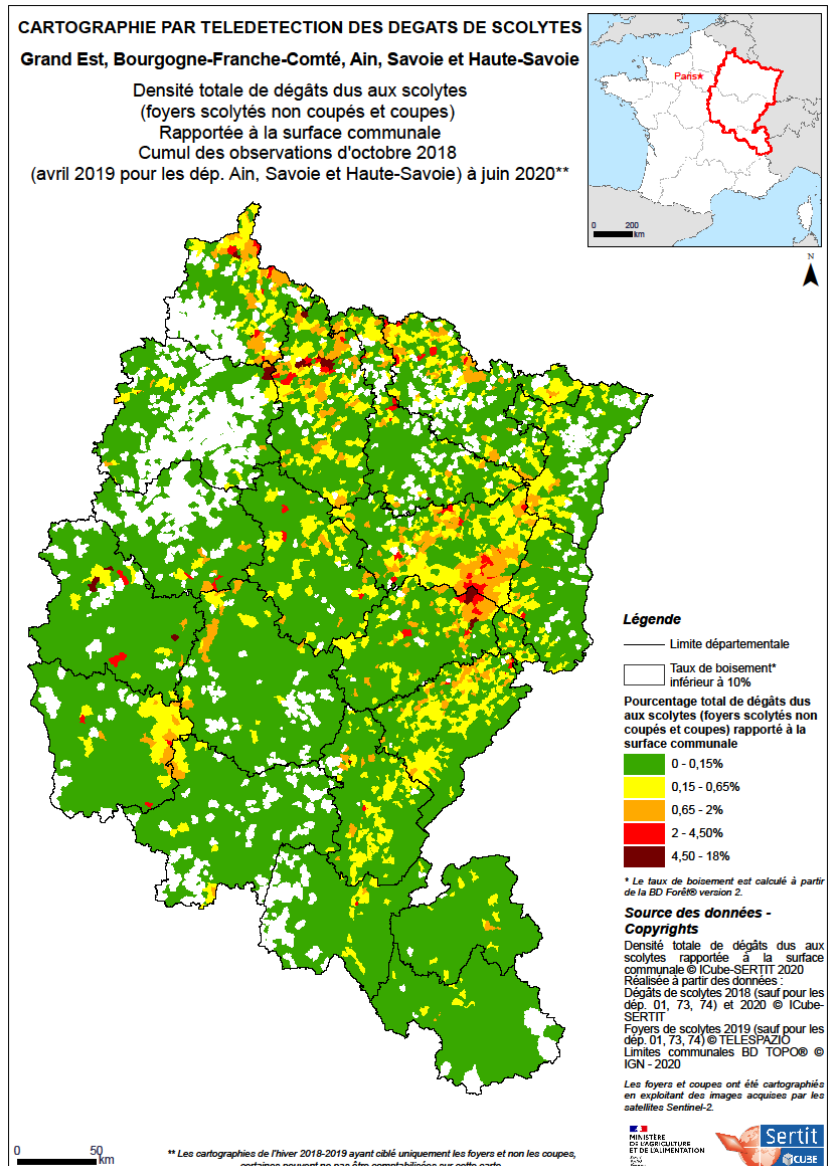 CARTOGRAPHIE PAR TELEDETECTION DES DEGATS DE SCOLYTES
Grand Est, Bourgogne-Franche-Comté, Ain, Savoie et Haute-Savoie
Densité totale de dégâts dus aux scolytes
(foyers scolytés non coupés et coupes)
Rapportée à la surface communale
Cumul des observations d'octobre 2018
(avril 2019 pour les dép. Ain, Savoie et Haute-Savoie) à juin 2020**
Paris
0 200
km
N
Légende
Limite départementale
Taux de boisement*
inférieur à 10%
Pourcentage total de dégâts dus
aux scolytes (foyers scolytés non
coupés et coupes) rapporté à la
surface communale
0 - 0,15%
0,15 - 0,65%
0,65 - 2%
2 - 4,50%
4,50 - 18%
* Le taux de boisement est calculé à partir
de la BD Forêt® version 2.
Source des données -
Copyrights
Densité totale de dégâts dus aux
scolytes rapportée à la surface
communale © ICube-SERTIT 2020
Réalisée à partir des données :
Dégâts de scolytes 2018 (sauf pour les
dép. 01, 73, 74) et 2020 © ICube-
SERTIT
Foyers de scolytes 2019 (sauf pour les
dép. 01, 73, 74) © TELESPAZIO
Limites communales BD TOPO® ©
IGN - 2020
Les foyers et coupes ont été cartographiés
en exploitant des images acquises par les
satellites Sentinel-2.
MINISTÈRE
DE L'AGRICULTURE
ET DE L'ALIMENTATION
Sertit
ICUBE
0 50
km
** Les cartographies de l'hiver 2018-2019 ayant ciblé uniquement les foyers et non les coupes,
certaines peuvent ne pas être comptabilisées sur cette carte